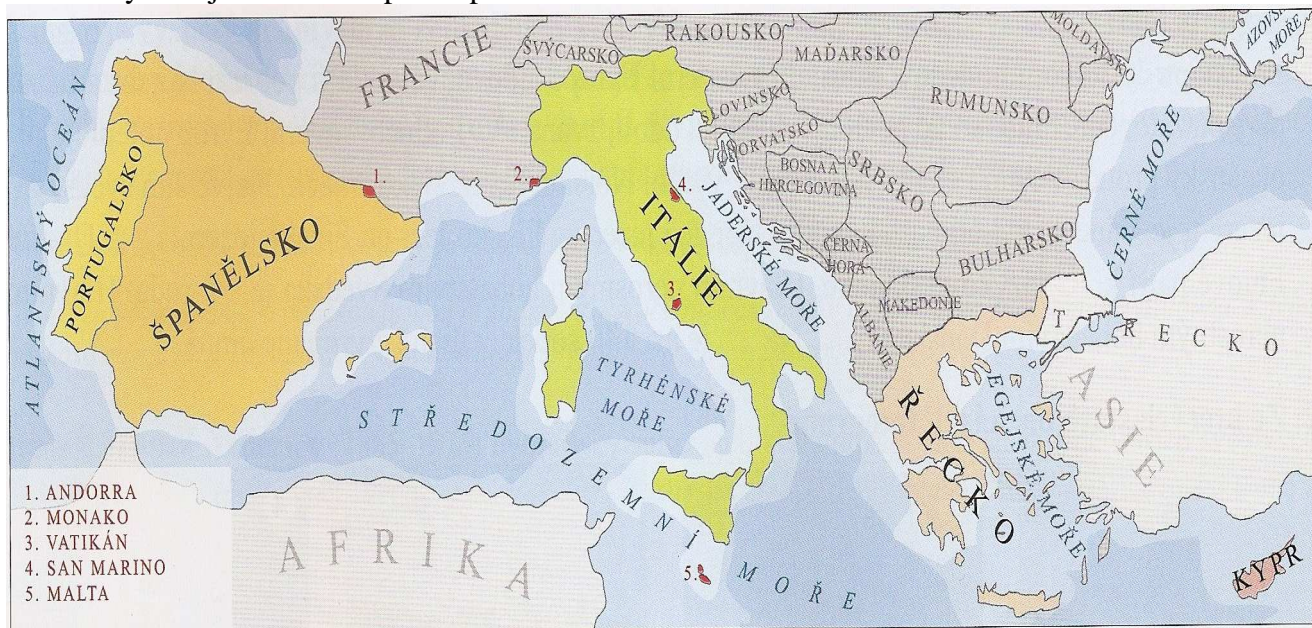 FRANCIE
ŠVÝCARSKO
RAKOUSKO
MAĎARSKO
MOLDAVSKO
AZOVSKÉ
MOŘE
SLOVINSKO
CHORVATSKO
RUMUNSKO
BOSNA A
HERCEGOVINA
SRBSKO
ČERNÁ
HORA
BULHARSKO
MAKEDONIE
ALBÁNIE
ČERNÉ MOŘE
ATLANTSKÝ OCEÁN
PORTUGALSKO
ŠPANĚLSKO
1.
2.
4.
3.
ITÁLIE
JADERSKÉ MOŘE
TYRHÉNSKÉ
MOŘE
STŘEDOZEMNÍ MOŘE
ŘECKO
EGEJSKÉ MOŘE
TURECKO
ASIE
KYPR
AFRIKA
5.
1. ANDORRA
2. MONAKO
3. VATIKÁN
4. SAN MARINO
5. MALTA